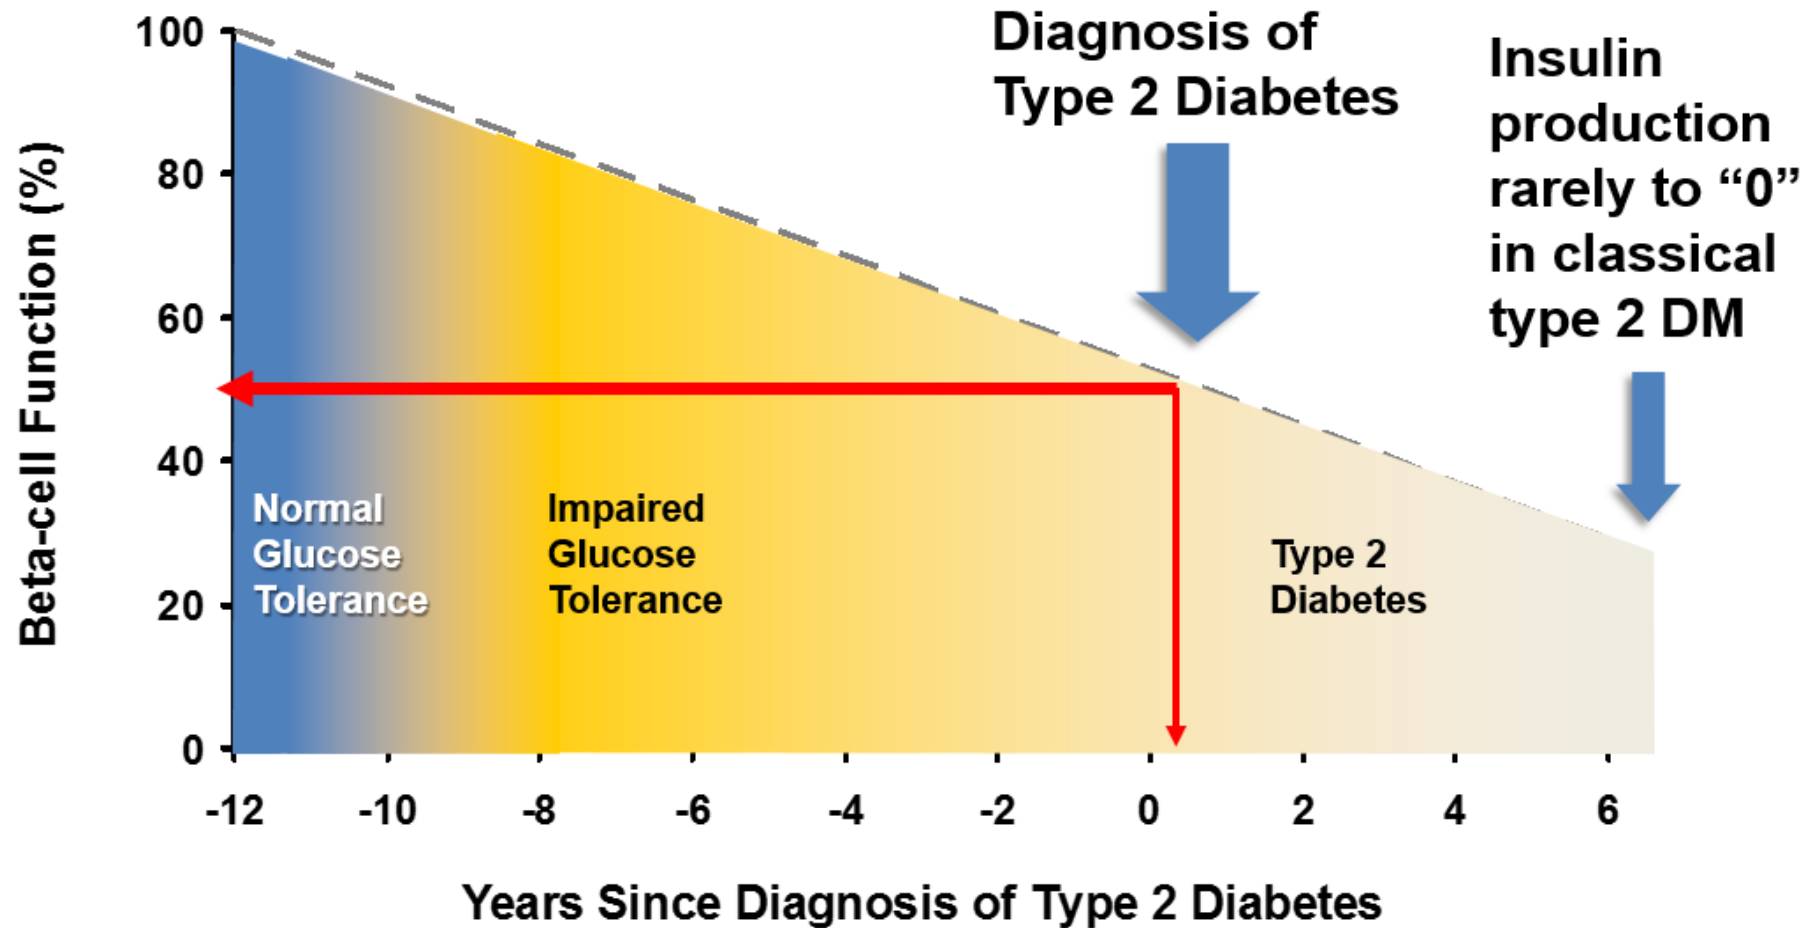 Diagnosis of
Type 2 Diabetes
Insulin
production
rarely to “0”
in classical
type 2 DM
Beta-cell Function (%)
100
80
60
40
20
0
Normal
Glucose
Tolerance
Impaired
Glucose
Tolerance
Type 2
Diabetes
-12 -10 -8 -6 -4 -2 0 2 4 6
Years Since Diagnosis of Type 2 Diabetes